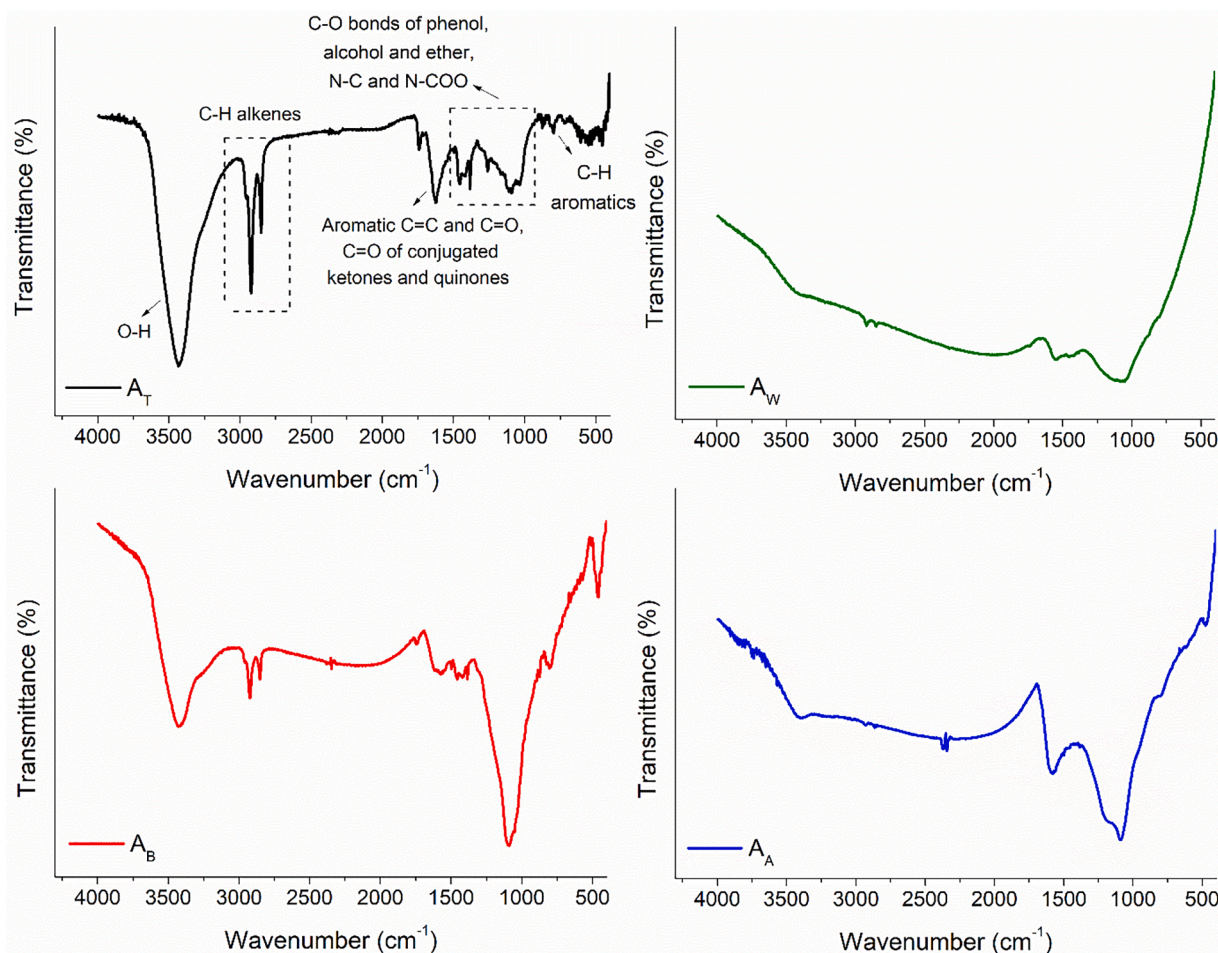 C-O bonds of phenol,
alcohol and ether,
N-C and N-COO
C-H alkenes
C-H
aromatics
Aromatic C=C and C=O,
C=O of conjugated
ketones and quinones
O-H
A_T
Transmittance (%)
4000 3500 3000 2500 2000 1500 1000 500
Wavenumber (cm⁻¹)
Transmittance (%)
A_W
4000 3500 3000 2500 2000 1500 1000 500
Wavenumber (cm⁻¹)
Transmittance (%)
A_B
4000 3500 3000 2500 2000 1500 1000 500
Wavenumber (cm⁻¹)
Transmittance (%)
A_A
4000 3500 3000 2500 2000 1500 1000 500
Wavenumber (cm⁻¹)